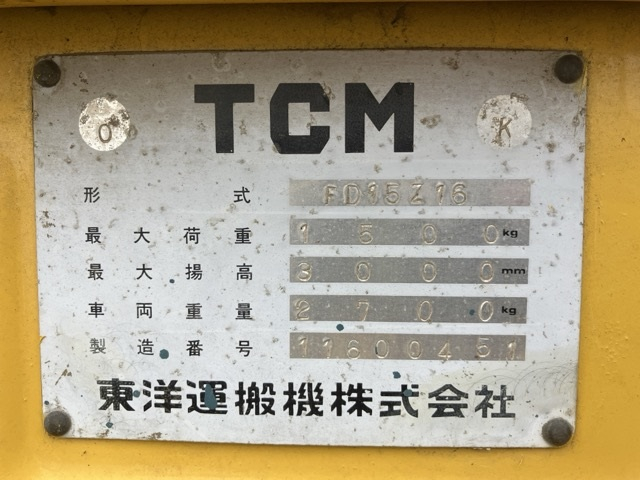 TCM
O K
形式 FD15Z16
最大荷重 1500kg
最大揚高 3000mm
車両重量 2700kg
製造番号 11600451
東洋運搬機株式会社